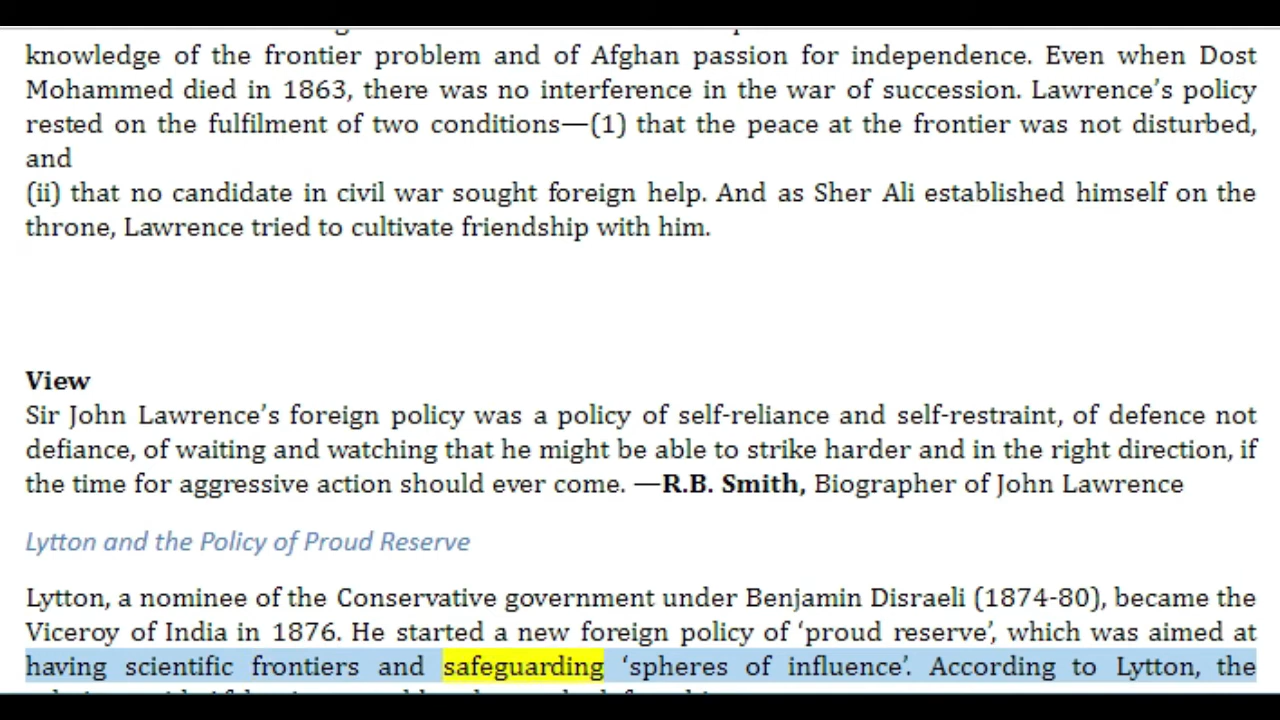 knowledge of the frontier problem and of Afghan passion for independence. Even when Dost
Mohammed died in 1863, there was no interference in the war of succession. Lawrence’s policy
rested on the fulfilment of two conditions—(1) that the peace at the frontier was not disturbed,
and
(ii) that no candidate in civil war sought foreign help. And as Sher Ali established himself on the
throne, Lawrence tried to cultivate friendship with him.
View
Sir John Lawrence’s foreign policy was a policy of self-reliance and self-restraint, of defence not
defiance, of waiting and watching that he might be able to strike harder and in the right direction, if
the time for aggressive action should ever come. —R.B. Smith, Biographer of John Lawrence
Lytton and the Policy of Proud Reserve
Lytton, a nominee of the Conservative government under Benjamin Disraeli (1874-80), became the
Viceroy of India in 1876. He started a new foreign policy of ‘proud reserve’, which was aimed at
having scientific frontiers and safeguarding ‘spheres of influence’. According to Lytton, the